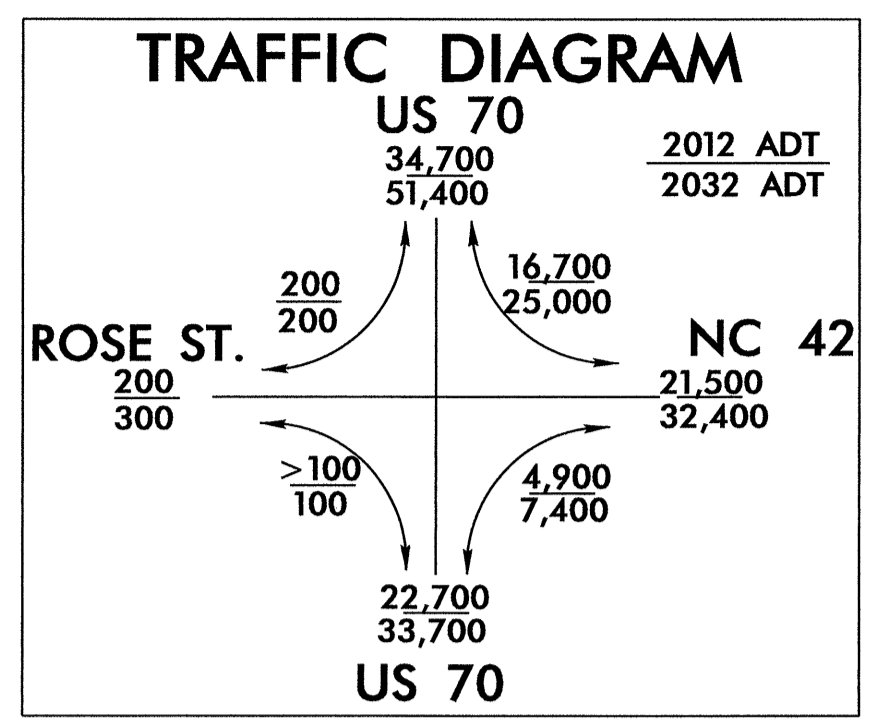 TRAFFIC DIAGRAM
US 70
34,700
51,400
2012 ADT
2032 ADT
200
200
16,700
25,000
ROSE ST.
200
300
NC 42
21,500
32,400
>100
100
4,900
7,400
22,700
33,700
US 70